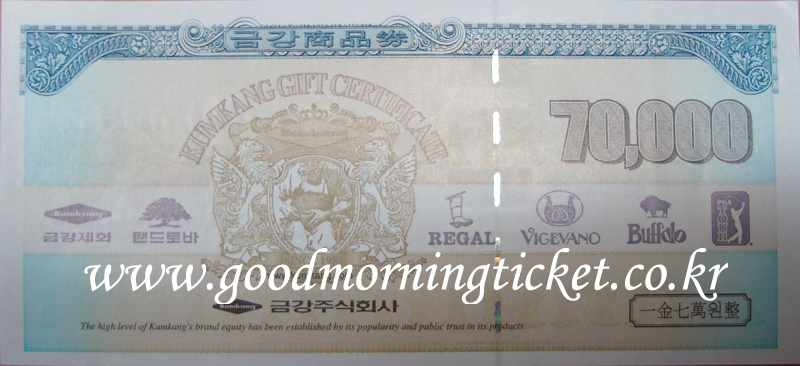 금강商品券
KUMKANG GIFT CERTIFICATE
Kumkang
70,000
Kumkang
금강제화
랜드로바
REGAL
VIGEVANO
Buffalo
TOUR
www.goodmorningticket.co.kr
Kumkang 금강주식회사
一金七萬원整
The high level of Kumkang's brand equity has been established by its popularity and public trust in its products.